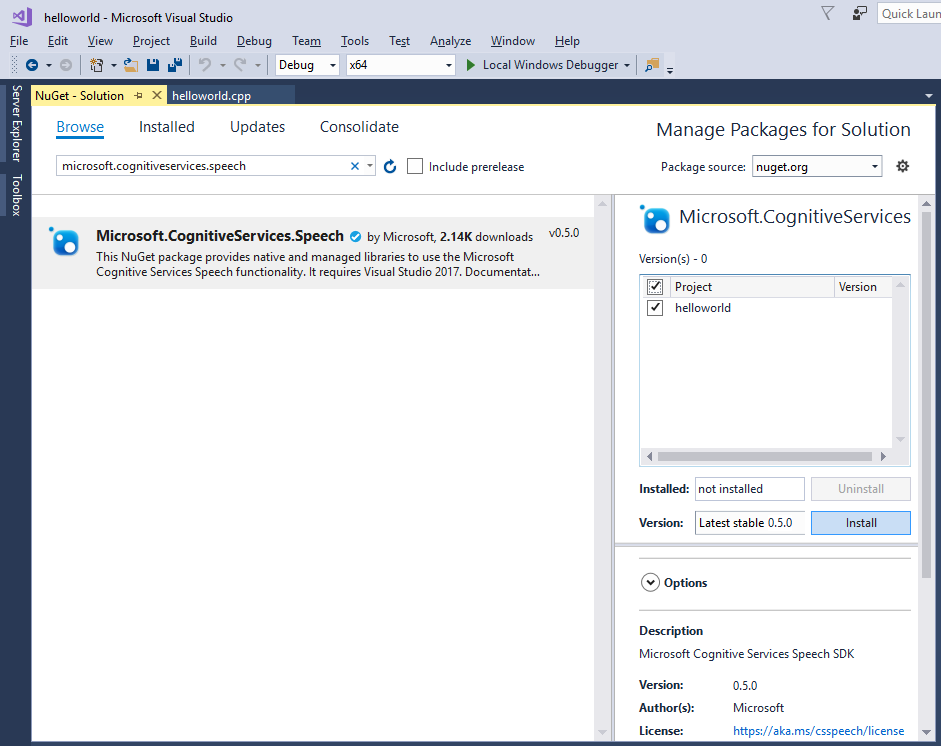 helloworld - Microsoft Visual Studio
Quick Laun
File Edit View Project Build Debug Team Tools Test Analyze Window Help
Debug x64 Local Windows Debugger
Server Explorer
Toolbox
NuGet - Solution helloworld.cpp
Browse Installed Updates Consolidate
Manage Packages for Solution
microsoft.cognitiveservices.speech
Include prerelease
Package source: nuget.org
Microsoft.CognitiveServices.Speech by Microsoft, 2.14K downloads v0.5.0
This NuGet package provides native and managed libraries to use the Microsoft
Cognitive Services Speech functionality. It requires Visual Studio 2017. Documentat...
Microsoft.CognitiveServices
Version(s) - 0
Project Version
helloworld
Installed: not installed Uninstall
Version: Latest stable 0.5.0 Install
Options
Description
Microsoft Cognitive Services Speech SDK
Version: 0.5.0
Author(s): Microsoft
License: https://aka.ms/csspeech/license